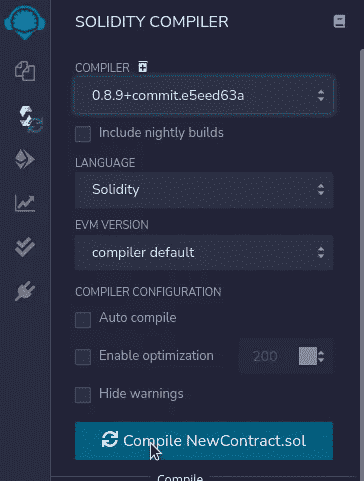 SOLIDITY COMPILER
COMPILER
0.8.9+commit.e5eed63a
Include nightly builds
LANGUAGE
Solidity
EVM VERSION
compiler default
COMPILER CONFIGURATION
Auto compile
Enable optimization 200
Hide warnings
Compile NewContract.sol
Compile